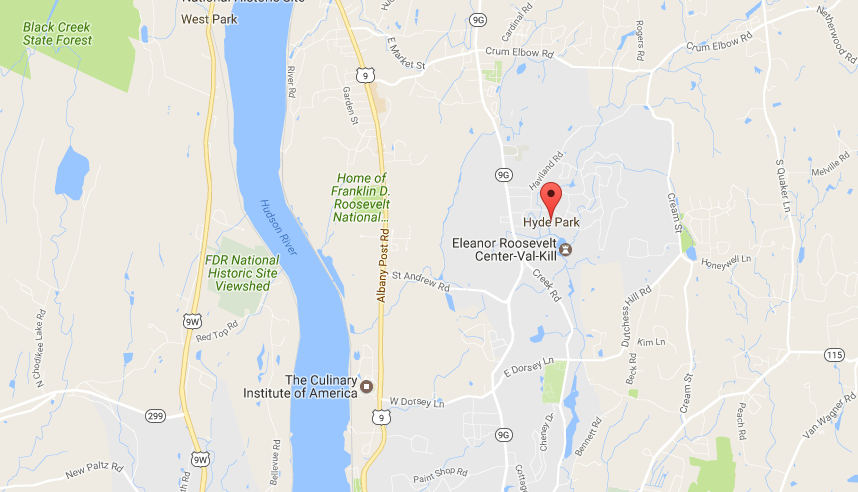 National Historic Site
West Park
Black Creek
State Forest
9G
Cardinal Rd
Rogers Rd
Netherwood Rd
Crum Elbow Rd
Crum Elbow Rd
E Market St
9
River Rd
Garden St
Haviland Rd
Melville Rd
S Quaker Ln
9G
Home of
Franklin D.
Roosevelt
National...
Hyde Park
Cream St
Hudson River
Eleanor Roosevelt
Center-Val-Kill
FDR National
Historic Site
Viewshed
Albany Post Rd
St Andrew Rd
Creek Rd
Honeywell Ln
Dutchess Hill Rd
9W
Red Top Rd
N Chodikee Lake Rd
Kim Ln
115
E Dorsey Ln
Beck Rd
The Culinary
Institute of America
W Dorsey Ln
Cream St
Peach Rd
Van Wagner Rd
299
9
9G
Bennett Rd
9W
New Paltz Rd
Bellevue Rd
Paint Shop Rd